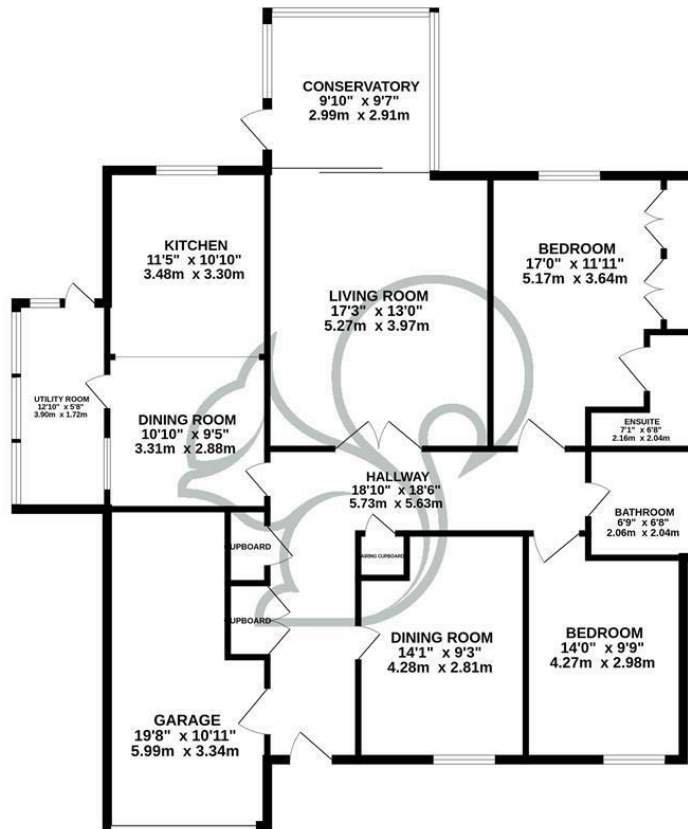 CONSERVATORY
9'10" x 9'7"
2.99m x 2.91m
KITCHEN
11'5" x 10'10"
3.48m x 3.30m
LIVING ROOM
17'3" x 13'0"
5.27m x 3.97m
BEDROOM
17'0" x 11'11"
5.17m x 3.64m
UTILITY ROOM
12'10" x 5'8"
3.90m x 1.72m
DINING ROOM
10'10" x 9'5"
3.31m x 2.88m
ENSUITE
7'1" x 6'8"
2.16m x 2.04m
HALLWAY
18'10" x 18'6"
5.73m x 5.63m
BATHROOM
6'9" x 6'8"
2.06m x 2.04m
CUPBOARD
AIRING CUPBOARD
CUPBOARD
DINING ROOM
14'1" x 9'3"
4.28m x 2.81m
BEDROOM
14'0" x 9'9"
4.27m x 2.98m
GARAGE
19'8" x 10'11"
5.99m x 3.34m